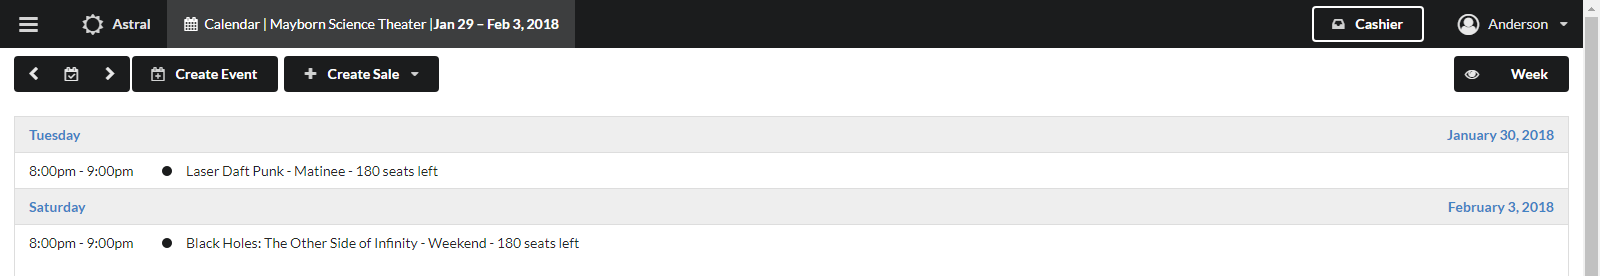 Astral Calendar | Mayborn Science Theater |Jan 29 – Feb 3, 2018 Cashier Anderson
Create Event Create Sale Week
Tuesday January 30, 2018
8:00pm - 9:00pm Laser Daft Punk - Matinee - 180 seats left
Saturday February 3, 2018
8:00pm - 9:00pm Black Holes: The Other Side of Infinity - Weekend - 180 seats left